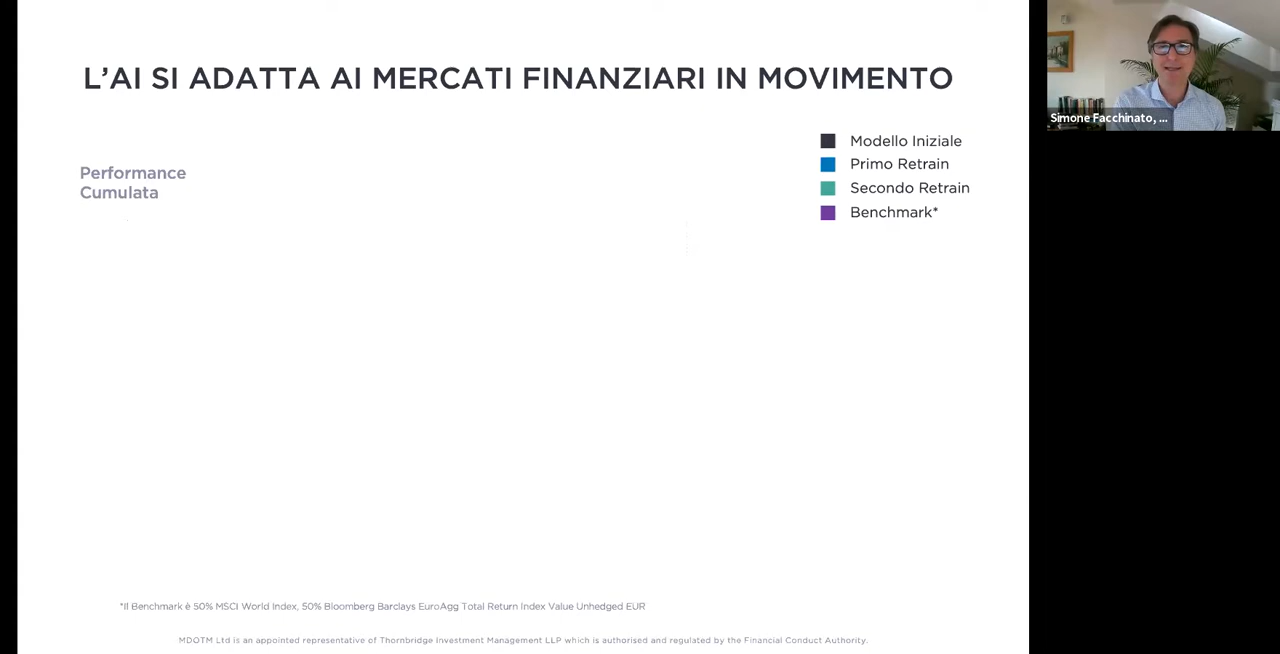 L'AI SI ADATTA AI MERCATI FINANZIARI IN MOVIMENTO
Performance
Cumulata
Modello Iniziale
Primo Retrain
Secondo Retrain
Benchmark*
*Il Benchmark è 50% MSCI World Index, 50% Bloomberg Barclays EuroAgg Total Return Index Value Unhedged EUR
MDOTM Ltd is an appointed representative of Thornbridge Investment Management LLP which is authorised and regulated by the Financial Conduct Authority.
Simone Facchinato, ...